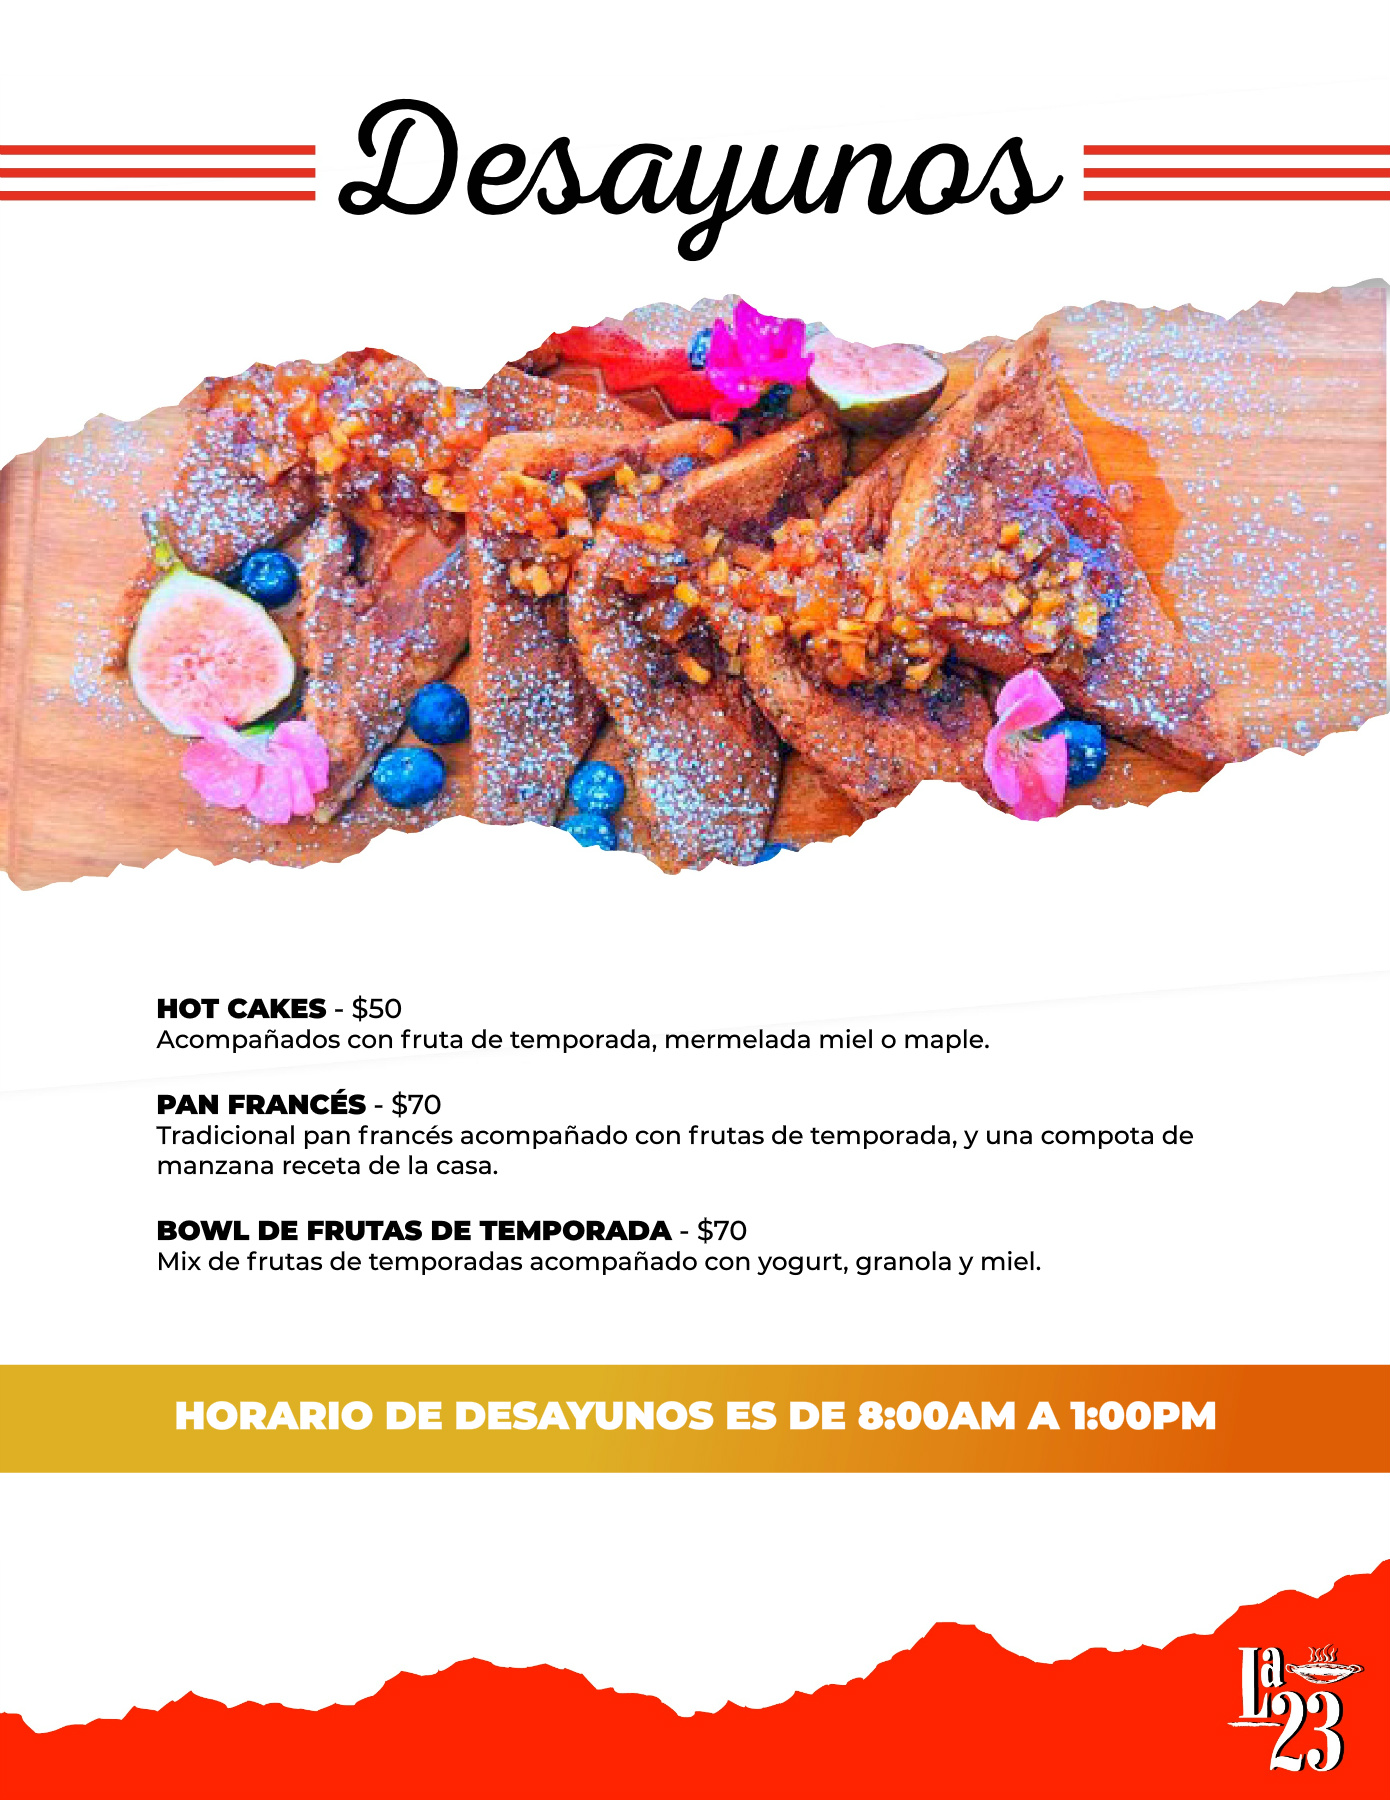 Desayunos
HOT CAKES - $50
Acompañados con fruta de temporada, mermelada miel o maple.
PAN FRANCÉS - $70
Tradicional pan francés acompañado con frutas de temporada, y una compota de
manzana receta de la casa.
BOWL DE FRUTAS DE TEMPORADA - $70
Mix de frutas de temporadas acompañado con yogurt, granola y miel.
HORARIO DE DESAYUNOS ES DE 8:00AM A 1:00PM
La
23